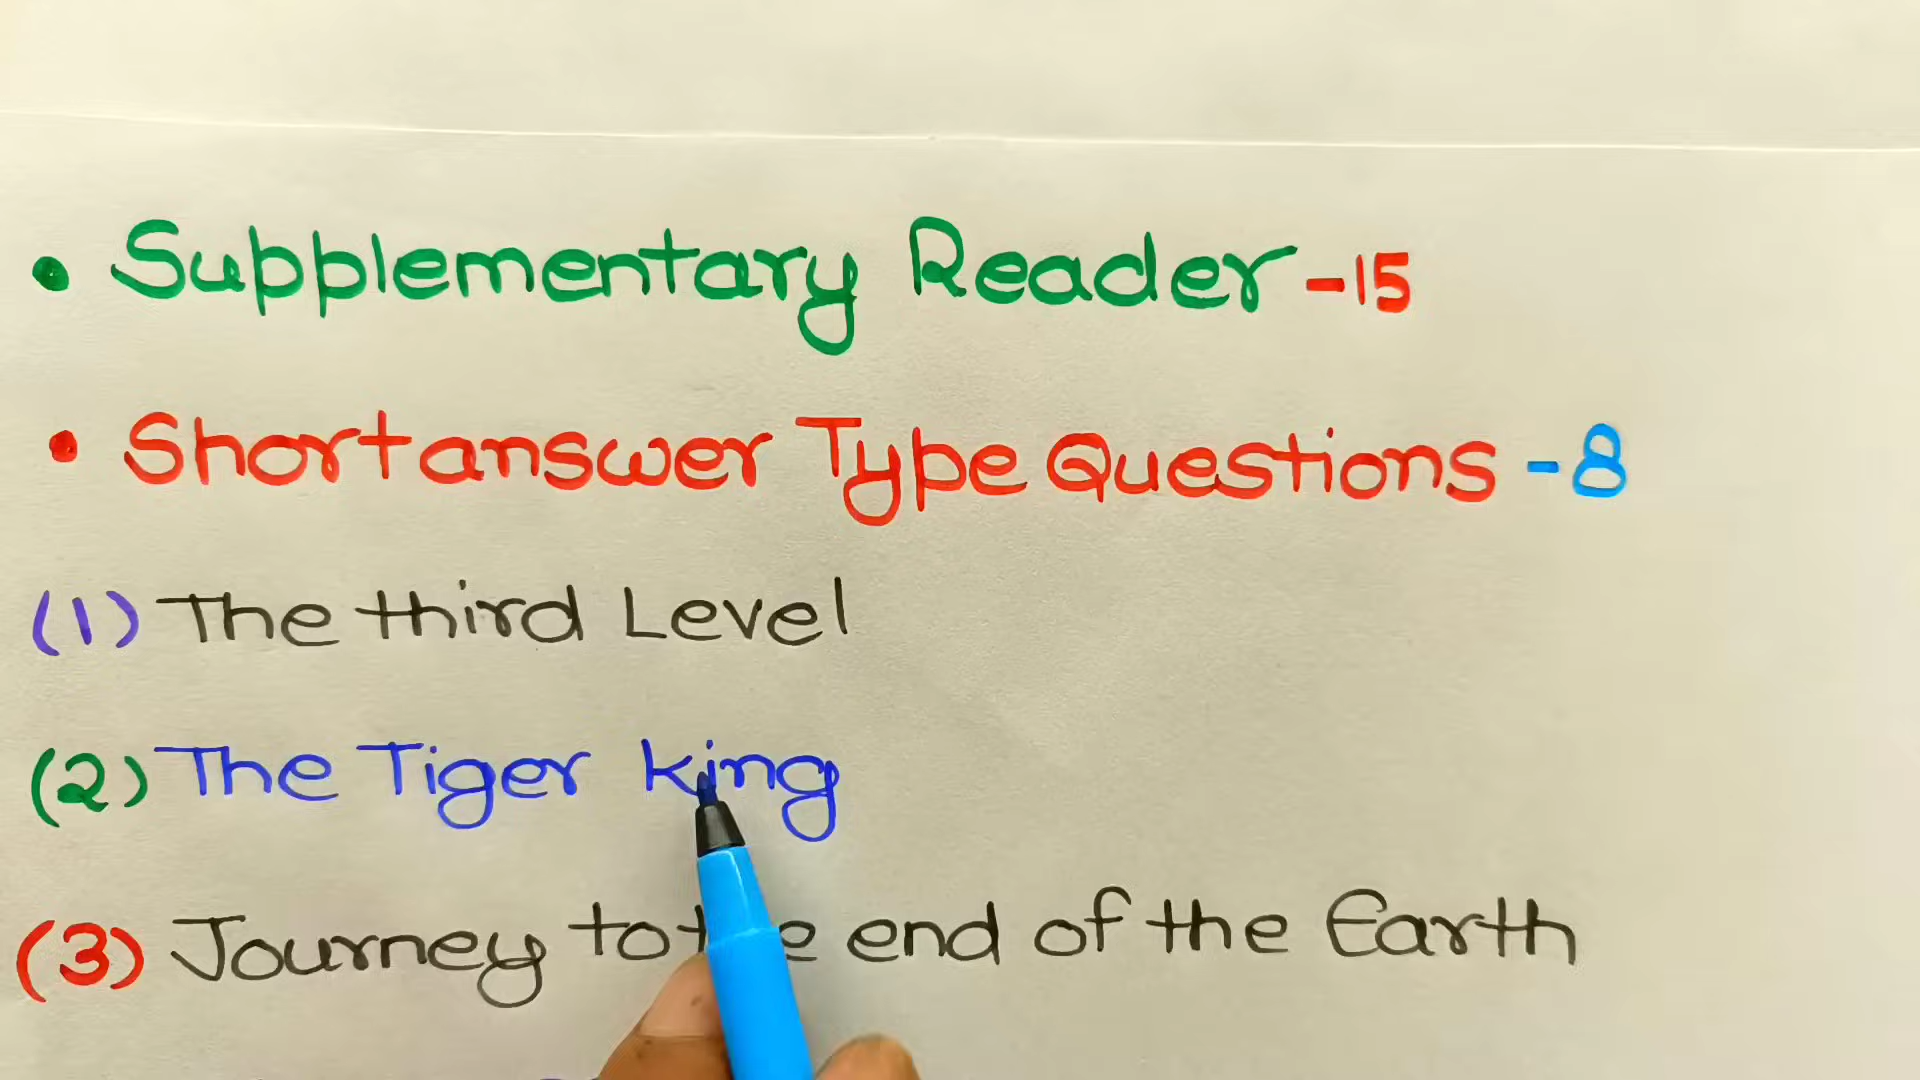 • Supplementary Reader - 15
• Short answer Type Questions - 8
(1) The third Level
(2) The Tiger king
(3) Journey to end of the Earth